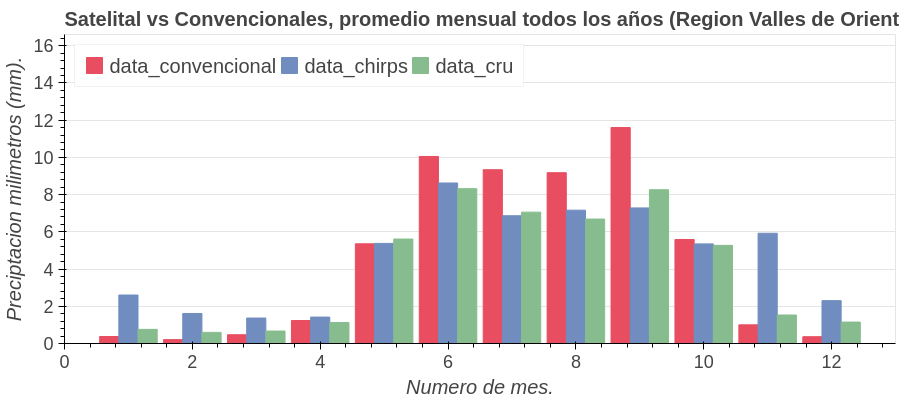 Satelital vs Convencionales, promedio mensual todos los años (Region Valles de Orient
16
14
12
10
8
6
4
2
0
data_convencional data_chirps data_cru
Preciptacion milimetros (mm).
0 2 4 6 8 10 12
Numero de mes.